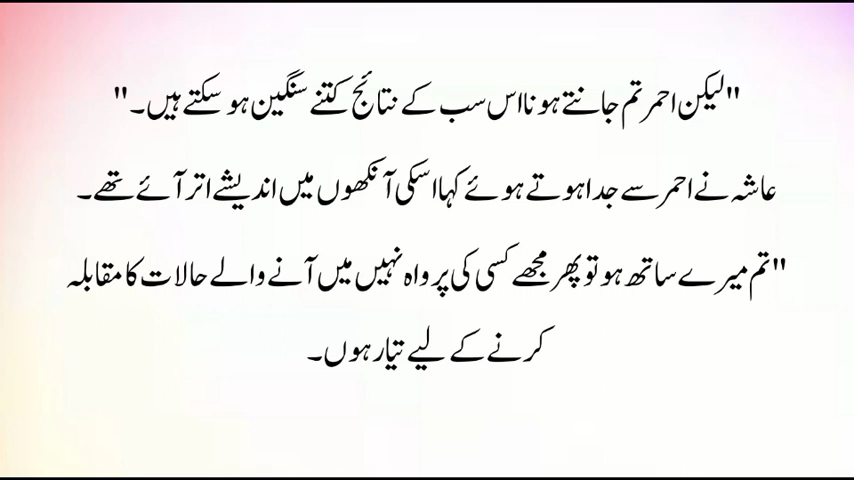 "لیکن احمر تم جانتے ہو نا اس سب کے نتائج کتنے سنگین ہو سکتے ہیں۔"
عاشہ نے احمر سے جدا ہوتے ہوئے کہا اسکی آنکھوں میں اندیشے اتر آئے تھے۔
"تم میرے ساتھ ہو تو پھر مجھے کسی کی پرواہ نہیں میں آنے والے حالات کا مقابلہ
کرنے کے لیے تیار ہوں۔